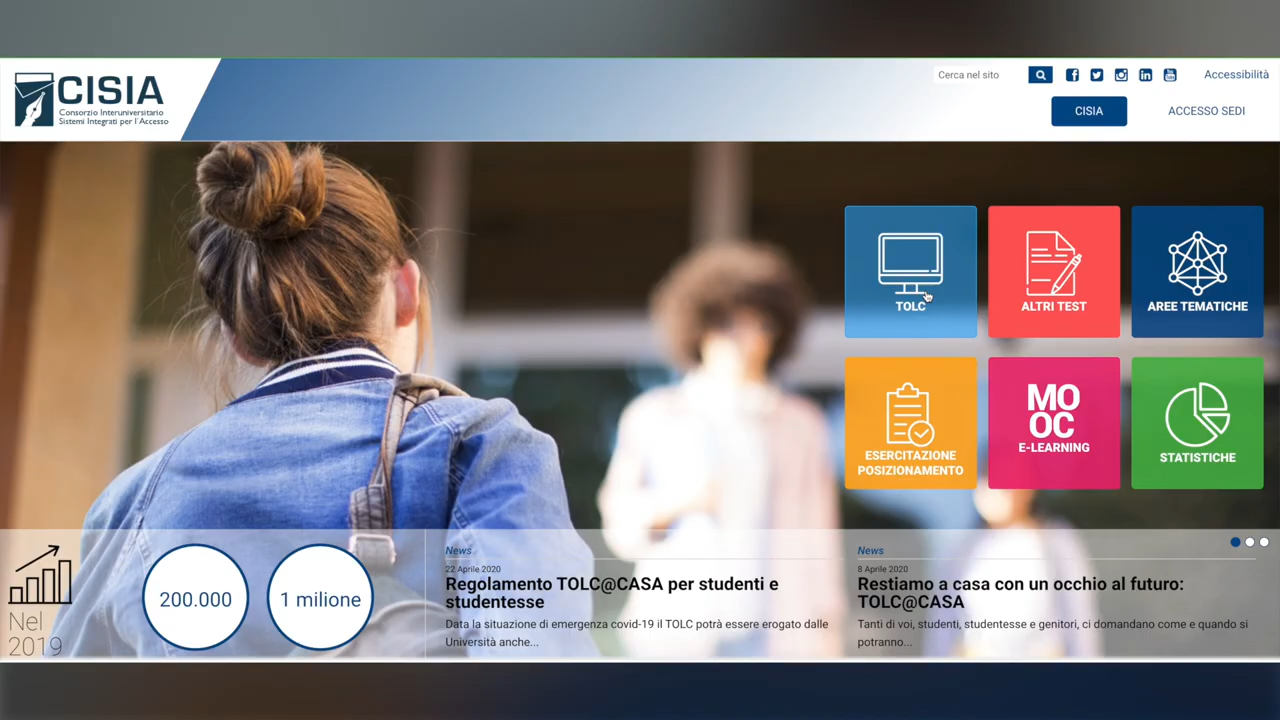 CISIA
Consorzio Interuniversitario
Sistemi Integrati per l'Accesso
Cerca nel sito
Accessibilità
CISIA
ACCESSO SEDI
TOLC
ALTRI TEST
AREE TEMATICHE
ESERCITAZIONE
POSIZIONAMENTO
MO
OC
E-LEARNING
STATISTICHE
Nel
2019
200.000
1 milione
News
22 Aprile 2020
Regolamento TOLC@CASA per studenti e
studentesse
Data la situazione di emergenza covid-19 il TOLC potrà essere erogato dalle
Università anche...
News
8 Aprile 2020
Restiamo a casa con un occhio al futuro:
TOLC@CASA
Tanti di voi, studenti, studentesse e genitori, ci domandano come e quando si
potranno...